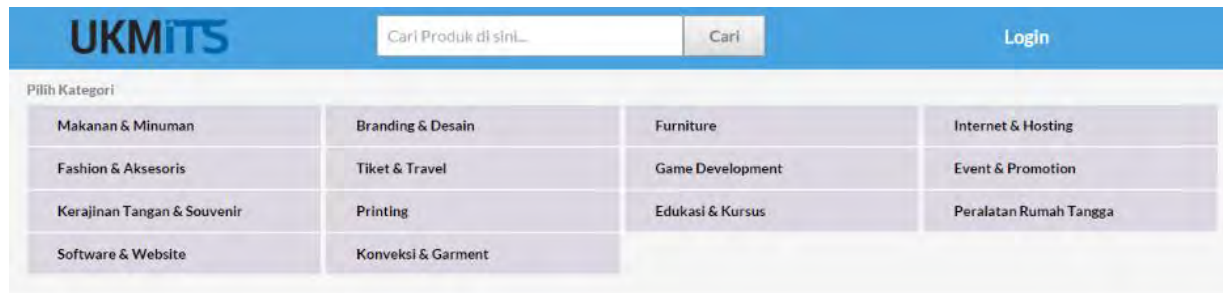 UKMiTS
Cari Produk di sini...
Cari
Login
Pilih Kategori
Makanan & Minuman
Branding & Desain
Furniture
Internet & Hosting
Fashion & Aksesoris
Tiket & Travel
Game Development
Event & Promotion
Kerajinan Tangan & Souvenir
Printing
Edukasi & Kursus
Peralatan Rumah Tangga
Software & Website
Konveksi & Garment